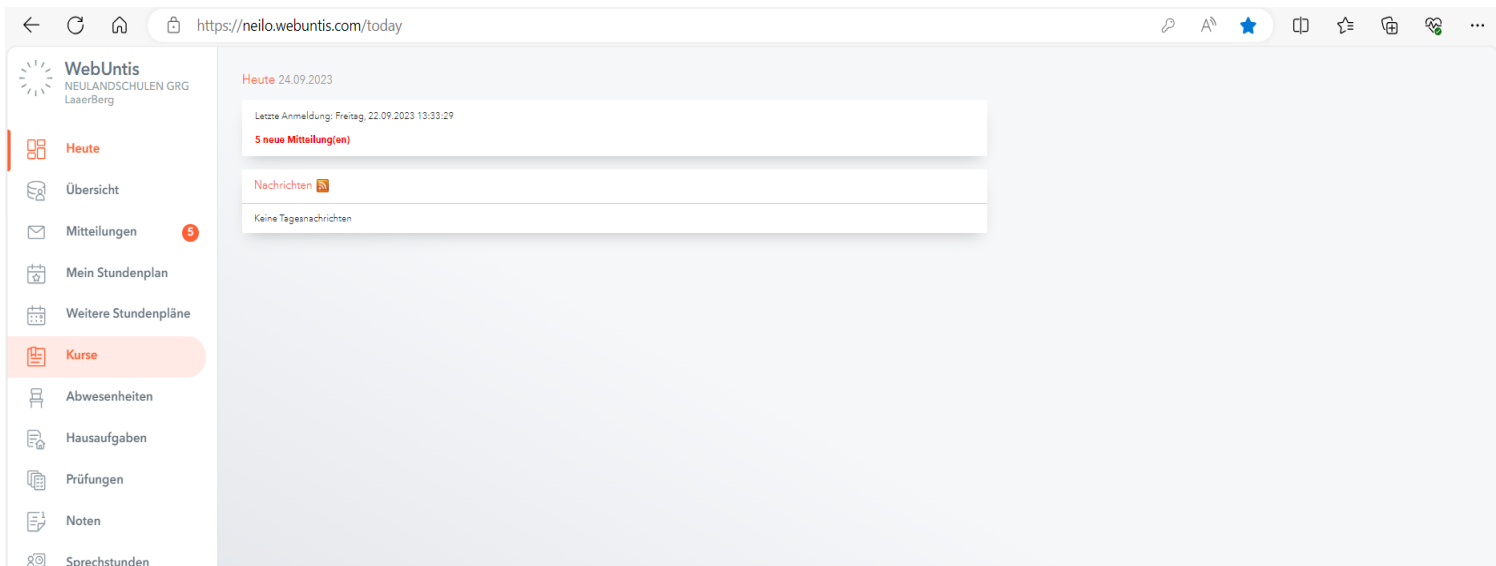 https://neilo.webuntis.com/today
WebUntis
NEULANDSCHULEN GRG
LaaerBerg
Heute
Übersicht
Mitteilungen 5
Mein Stundenplan
Weitere Stundenpläne
Kurse
Abwesenheiten
Hausaufgaben
Prüfungen
Noten
Sprechstunden
Heute 24.09.2023
Letzte Anmeldung: Freitag, 22.09.2023 13:33:29
5 neue Mitteilung(en)
Nachrichten
Keine Tagesnachrichten